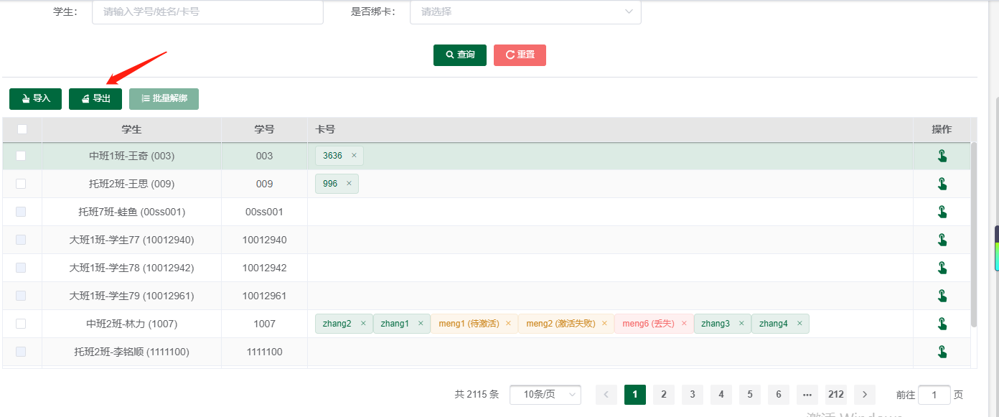 学生： 请输入学号/姓名/卡号 是否绑卡： 请选择
查询 重置
导入 导出 批量解绑
学生 学号 卡号 操作
中班1班-王奇 (003) 003 3636 ×
托班2班-王思 (009) 009 996 ×
托班7班-蛙鱼 (00ss001) 00ss001
大班1班-学生77 (10012940) 10012940
大班1班-学生78 (10012942) 10012942
大班1班-学生79 (10012961) 10012961
中班2班-林力 (1007) 1007 zhang2 × zhang1 × meng1 (待激活) × meng2 (激活失败) × meng6 (丢失) × zhang3 × zhang4 ×
托班2班-李铭顺 (1111100) 1111100
共 2115 条 10条/页 < 1 2 3 4 5 6 ··· 212 > 前往 1 页
激活 Windows